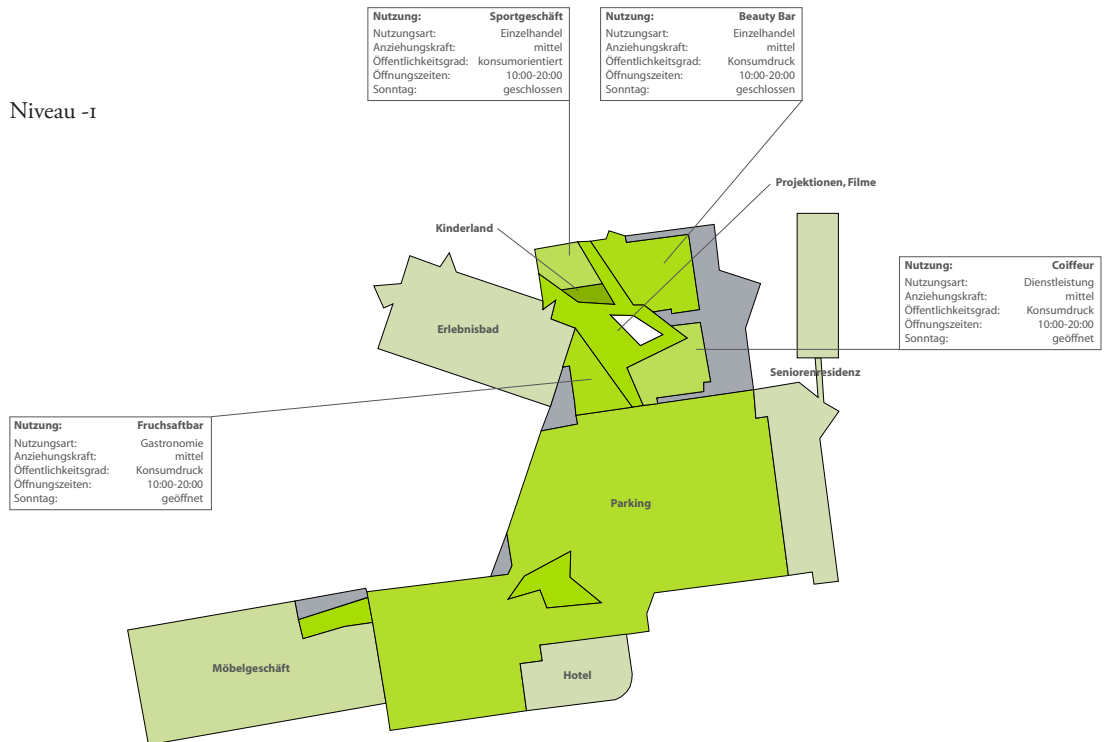 Nutzung: Sportgeschäft
Nutzungsart: Einzelhandel
Anziehungskraft: mittel
Öffentlichkeitsgrad: konsumorientiert
Öffnungszeiten: 10:00-20:00
Sonntag: geschlossen
Nutzung: Beauty Bar
Nutzungsart: Einzelhandel
Anziehungskraft: mittel
Öffentlichkeitsgrad: Konsumdruck
Öffnungszeiten: 10:00-20:00
Sonntag: geschlossen
Niveau -1
Projektionen, Filme
Kinderland
Nutzung: Coiffeur
Nutzungsart: Dienstleistung
Anziehungskraft: mittel
Öffentlichkeitsgrad: Konsumdruck
Öffnungszeiten: 10:00-20:00
Sonntag: geöffnet
Erlebnisbad
Seniorenresidenz
Nutzung: Fruchsaftbar
Nutzungsart: Gastronomie
Anziehungskraft: mittel
Öffentlichkeitsgrad: Konsumdruck
Öffnungszeiten: 10:00-20:00
Sonntag: geöffnet
Parking
Möbelgeschäft
Hotel